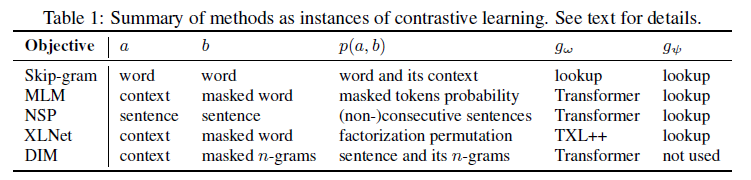 Table 1: Summary of methods as instances of contrastive learning. See text for details.
Objective a b p(a, b) gω gψ
Skip-gram word word word and its context lookup lookup
MLM context masked word masked tokens probability Transformer lookup
NSP sentence sentence (non-)consecutive sentences Transformer lookup
XLNet context masked word factorization permutation TXL++ lookup
DIM context masked n-grams sentence and its n-grams Transformer not used